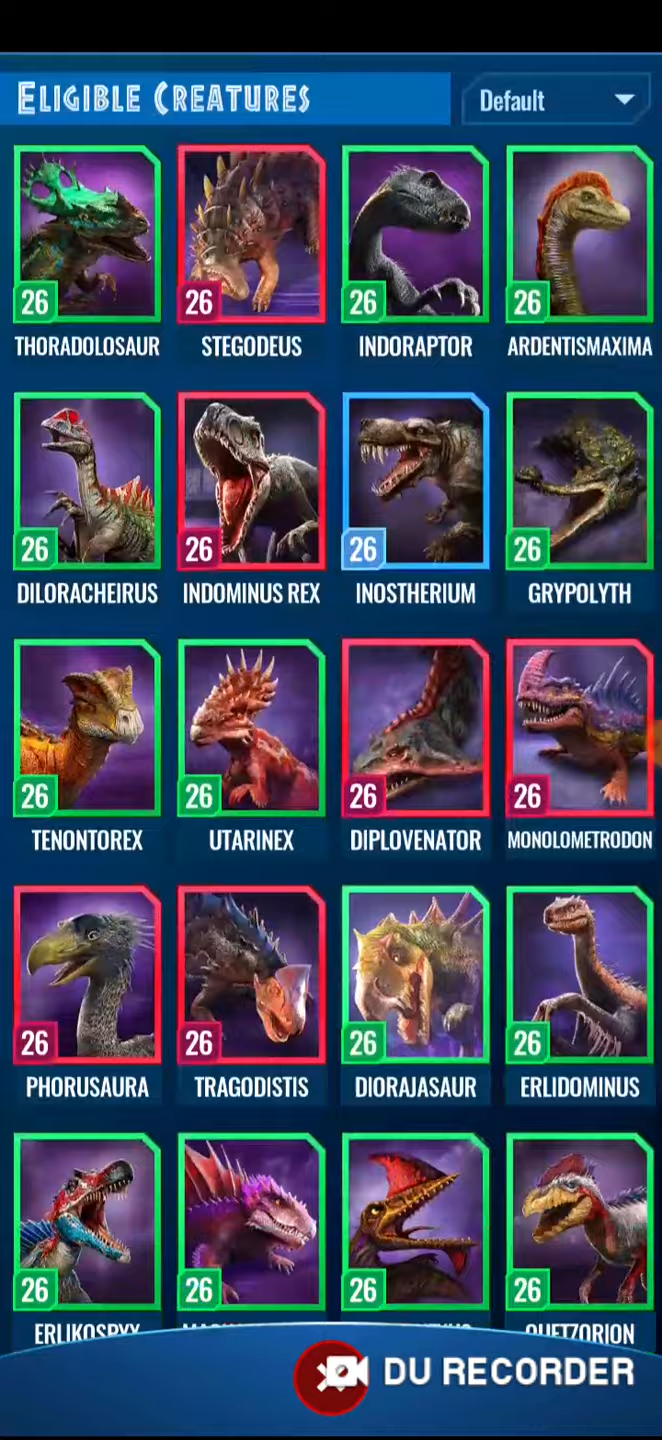 ELIGIBLE CREATURES
Default
26 26 26 26
THORADOLOSAUR STEGODEUS INDORAPTOR ARDENTISMAXIMA
26 26 26 26
DILORACHEIRUS INDOMINUS REX INOSTHERIUM GRYPOLYTH
26 26 26 26
TENONTOREX UTARINEX DIPLOVENATOR MONOLOMETRODON
26 26 26 26
PHORUSAURA TRAGODISTIS DIORAJASAUR ERLIDOMINUS
26 26 26 26
ERLIKOSPYX QUETZORION
DU RECORDER